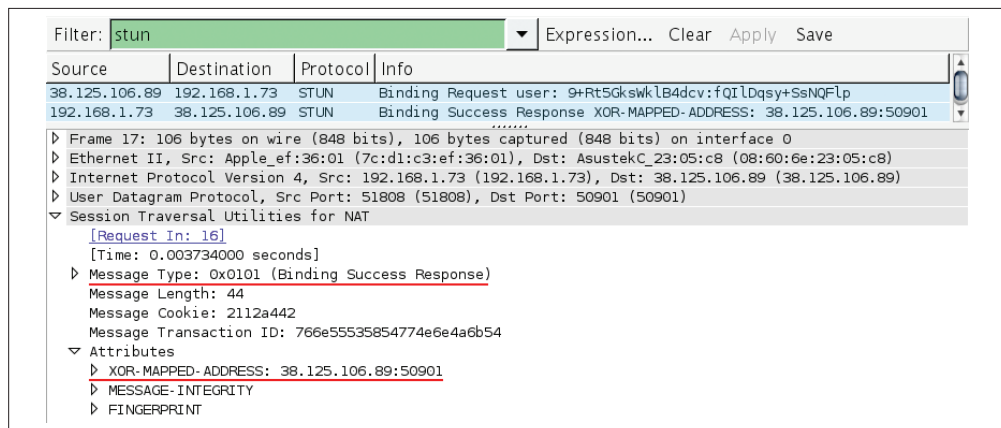 Filter: stun Expression... Clear Apply Save
Source Destination Protocol Info
38.125.106.89 192.168.1.73 STUN Binding Request user: 9+Rt5GksWklB4dcv:fQIlDqsy+SsNQFlp
192.168.1.73 38.125.106.89 STUN Binding Success Response XOR-MAPPED-ADDRESS: 38.125.106.89:50901
Frame 17: 106 bytes on wire (848 bits), 106 bytes captured (848 bits) on interface 0
Ethernet II, Src: Apple_ef:36:01 (7c:d1:c3:ef:36:01), Dst: AsustekC_23:05:c8 (08:60:6e:23:05:c8)
Internet Protocol Version 4, Src: 192.168.1.73 (192.168.1.73), Dst: 38.125.106.89 (38.125.106.89)
User Datagram Protocol, Src Port: 51808 (51808), Dst Port: 50901 (50901)
Session Traversal Utilities for NAT
[Request In: 16]
[Time: 0.003734000 seconds]
Message Type: 0x0101 (Binding Success Response)
Message Length: 44
Message Cookie: 2112a442
Message Transaction ID: 766e55535854774e6e4a6b54
Attributes
XOR-MAPPED-ADDRESS: 38.125.106.89:50901
MESSAGE-INTEGRITY
FINGERPRINT